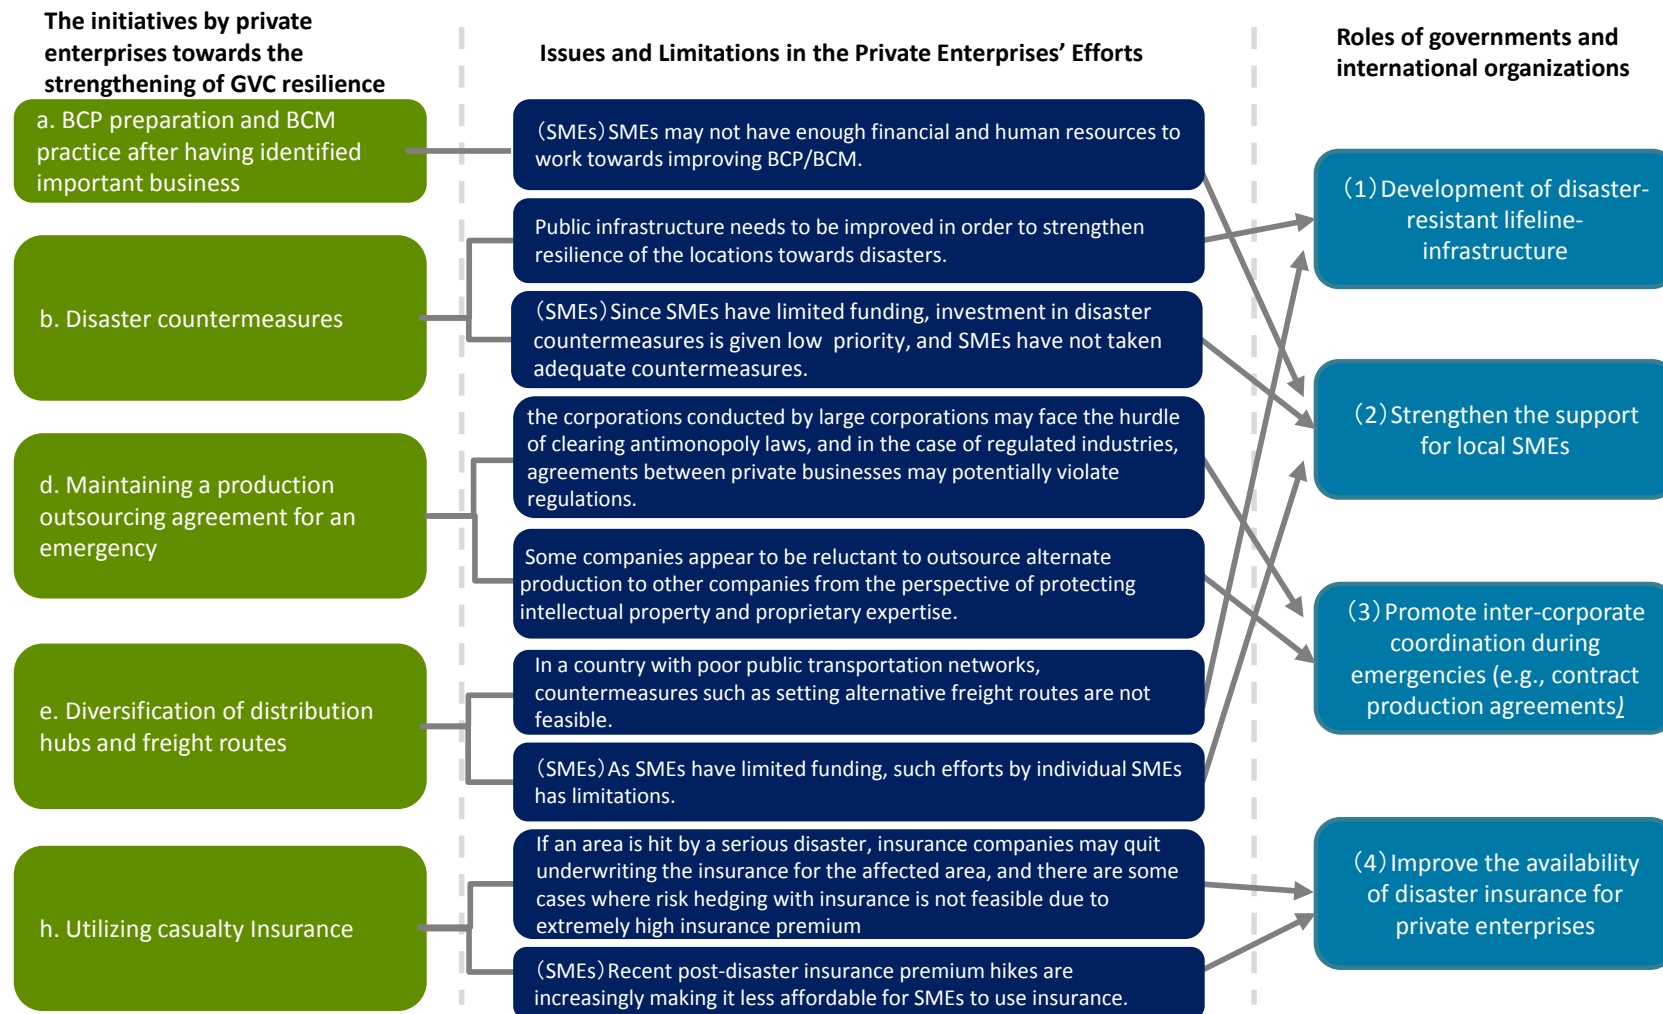 The initiatives by private
enterprises towards the
strengthening of GVC resilience
Issues and Limitations in the Private Enterprises' Efforts
Roles of governments and
international organizations
a. BCP preparation and BCM
practice after having identified
important business
b. Disaster countermeasures
d. Maintaining a production
outsourcing agreement for an
emergency
e. Diversification of distribution
hubs and freight routes
h. Utilizing casualty Insurance
(SMEs)SMEs may not have enough financial and human resources to
work towards improving BCP/BCM.
Public infrastructure needs to be improved in order to strengthen
resilience of the locations towards disasters.
(SMEs)Since SMEs have limited funding, investment in disaster
countermeasures is given low priority, and SMEs have not taken
adequate countermeasures.
the corporations conducted by large corporations may face the hurdle
of clearing antimonopoly laws, and in the case of regulated industries,
agreements between private businesses may potentially violate
regulations.
Some companies appear to be reluctant to outsource alternate
production to other companies from the perspective of protecting
intellectual property and proprietary expertise.
In a country with poor public transportation networks,
countermeasures such as setting alternative freight routes are not
feasible.
(SMEs)As SMEs have limited funding, such efforts by individual SMEs
has limitations.
If an area is hit by a serious disaster, insurance companies may quit
underwriting the insurance for the affected area, and there are some
cases where risk hedging with insurance is not feasible due to
extremely high insurance premium
(SMEs)Recent post-disaster insurance premium hikes are
increasingly making it less affordable for SMEs to use insurance.
(1)Development of disaster-
resistant lifeline-
infrastructure
(2)Strengthen the support
for local SMEs
(3)Promote inter-corporate
coordination during
emergencies (e.g., contract
production agreements)
(4)Improve the availability
of disaster insurance for
private enterprises